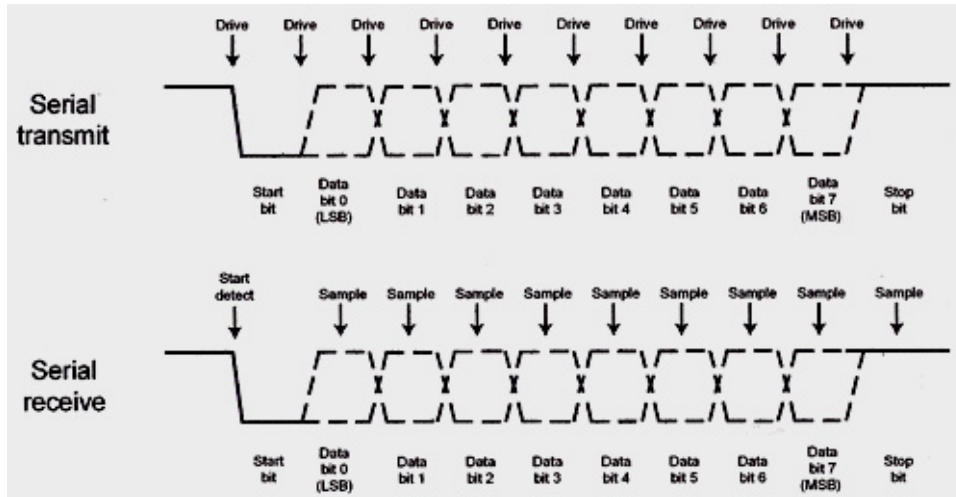 Drive Drive Drive Drive Drive Drive Drive Drive Drive Drive
Serial
transmit
Start
bit
Data
bit 0
(LSB)
Data
bit 1
Data
bit 2
Data
bit 3
Data
bit 4
Data
bit 5
Data
bit 6
Data
bit 7
(MSB)
Stop
bit
Start
detect
Sample Sample Sample Sample Sample Sample Sample Sample Sample
Serial
receive
Start
bit
Data
bit 0
(LSB)
Data
bit 1
Data
bit 2
Data
bit 3
Data
bit 4
Data
bit 5
Data
bit 6
Data
bit 7
(MSB)
Stop
bit